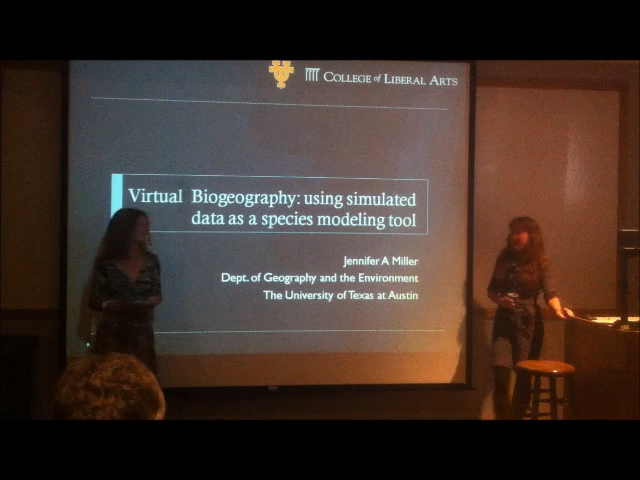 COLLEGE of LIBERAL ARTS
Virtual Biogeography: using simulated
data as a species modeling tool
Jennifer A Miller
Dept. of Geography and the Environment
The University of Texas at Austin